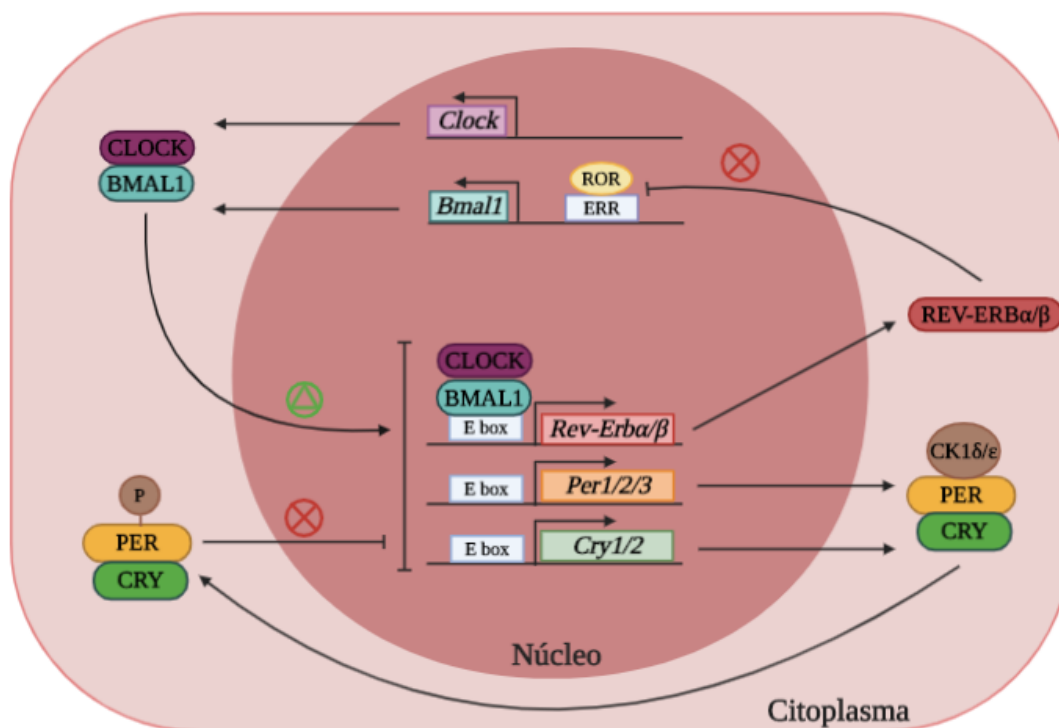 Clock
CLOCK
BMAL1
ROR
ERR
Bmal1
REV-ERBα/β
CLOCK
BMAL1
E box
Rev-Erbα/β
CK1δ/ε
P
E box
Per1/2/3
PER
PER
CRY
E box
Cry1/2
CRY
Núcleo
Citoplasma